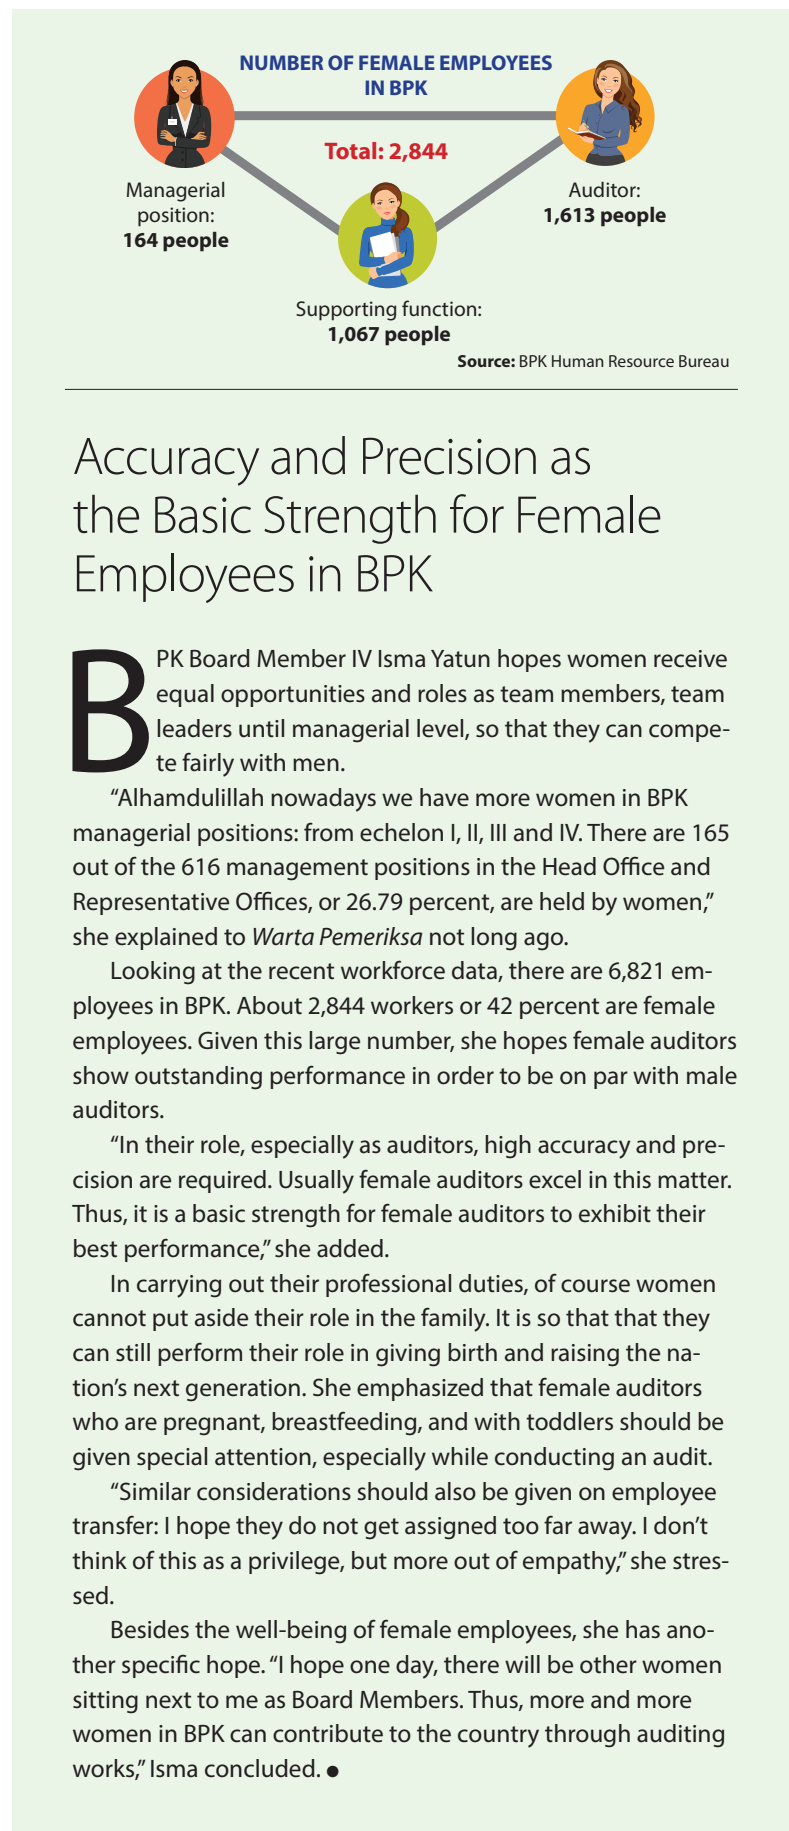 NUMBER OF FEMALE EMPLOYEES
IN BPK
Total: 2,844
Managerial
position:
164 people
Auditor:
1,613 people
Supporting function:
1,067 people
Source: BPK Human Resource Bureau
Accuracy and Precision as
the Basic Strength for Female
Employees in BPK
BPK Board Member IV Isma Yatun hopes women receive
equal opportunities and roles as team members, team
leaders until managerial level, so that they can compe-
te fairly with men.
“Alhamdulillah nowadays we have more women in BPK
managerial positions: from echelon I, II, III and IV. There are 165
out of the 616 management positions in the Head Office and
Representative Offices, or 26.79 percent, are held by women,”
she explained to Warta Pemeriksa not long ago.
Looking at the recent workforce data, there are 6,821 em-
ployees in BPK. About 2,844 workers or 42 percent are female
employees. Given this large number, she hopes female auditors
show outstanding performance in order to be on par with male
auditors.
“In their role, especially as auditors, high accuracy and pre-
cision are required. Usually female auditors excel in this matter.
Thus, it is a basic strength for female auditors to exhibit their
best performance,” she added.
In carrying out their professional duties, of course women
cannot put aside their role in the family. It is so that that they
can still perform their role in giving birth and raising the na-
tion’s next generation. She emphasized that female auditors
who are pregnant, breastfeeding, and with toddlers should be
given special attention, especially while conducting an audit.
“Similar considerations should also be given on employee
transfer: I hope they do not get assigned too far away. I don’t
think of this as a privilege, but more out of empathy,” she stres-
sed.
Besides the well-being of female employees, she has ano-
ther specific hope. “I hope one day, there will be other women
sitting next to me as Board Members. Thus, more and more
women in BPK can contribute to the country through auditing
works,” Isma concluded. ●